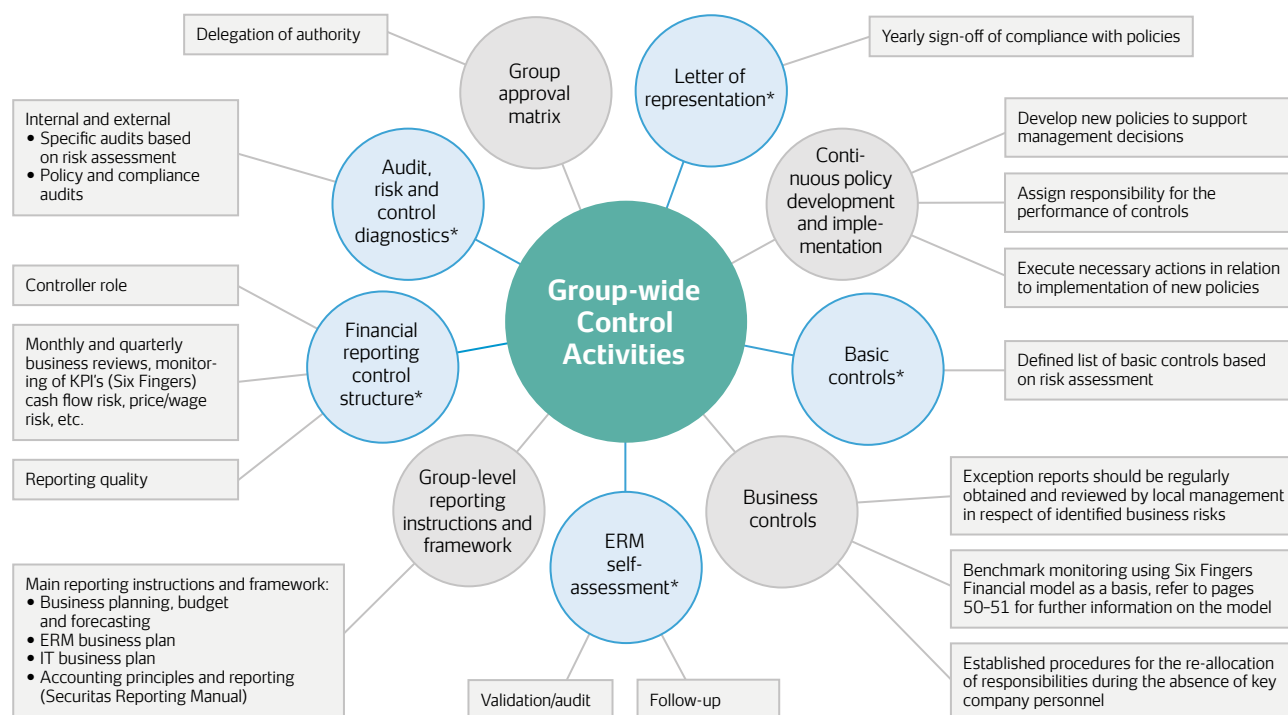 Delegation of authority
Group
approval
matrix
Letter of
representation*
Yearly sign-off of compliance with policies
Internal and external
• Specific audits based
on risk assessment
• Policy and compliance
audits
Audit,
risk and
control
diagnostics*
Conti-
nuous policy
development
and imple-
mentation
Develop new policies to support
management decisions
Assign responsibility for the
performance of controls
Execute necessary actions in relation
to implementation of new policies
Group-wide
Control
Activities
Controller role
Monthly and quarterly
business reviews, monitor-
ing of KPI's (Six Fingers)
cash flow risk, price/wage
risk, etc.
Reporting quality
Financial
reporting
control
structure*
Basic
controls*
Defined list of basic controls based
on risk assessment
Group-level
reporting
instructions and
framework
Main reporting instructions and framework:
• Business planning, budget
and forecasting
• ERM business plan
• IT business plan
• Accounting principles and reporting
(Securitas Reporting Manual)
ERM
self-
assessment*
Validation/audit
Follow-up
Business
controls
Exception reports should be regularly
obtained and reviewed by local management
in respect of identified business risks
Benchmark monitoring using Six Fingers
Financial model as a basis, refer to pages
50–51 for further information on the model
Established procedures for the re-allocation
of responsibilities during the absence of key
company personnel